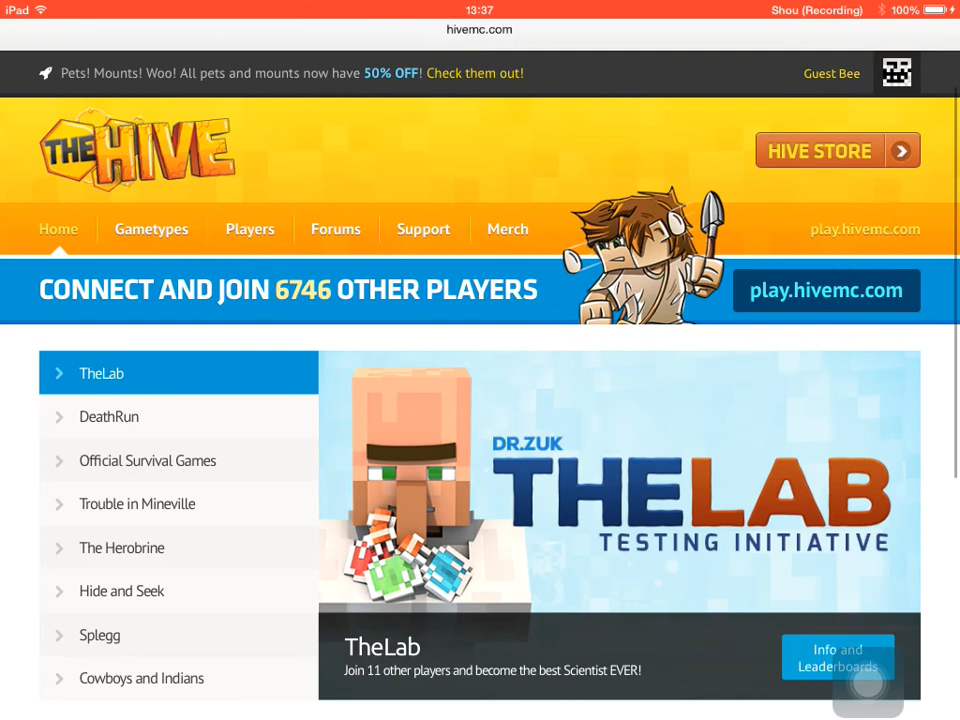 iPad
13:37
Shou (Recording)
100%
hivemc.com
Pets! Mounts! Woo! All pets and mounts now have 50% OFF! Check them out!
Guest Bee
THE HIVE
HIVE STORE
Home
Gametypes
Players
Forums
Support
Merch
play.hivemc.com
CONNECT AND JOIN 6746 OTHER PLAYERS
play.hivemc.com
TheLab
DeathRun
Official Survival Games
Trouble in Mineville
The Herobrine
Hide and Seek
Splegg
Cowboys and Indians
DR.ZUK
THELAB
TESTING INITIATIVE
TheLab
Join 11 other players and become the best Scientist EVER!
Info and
Leaderboards